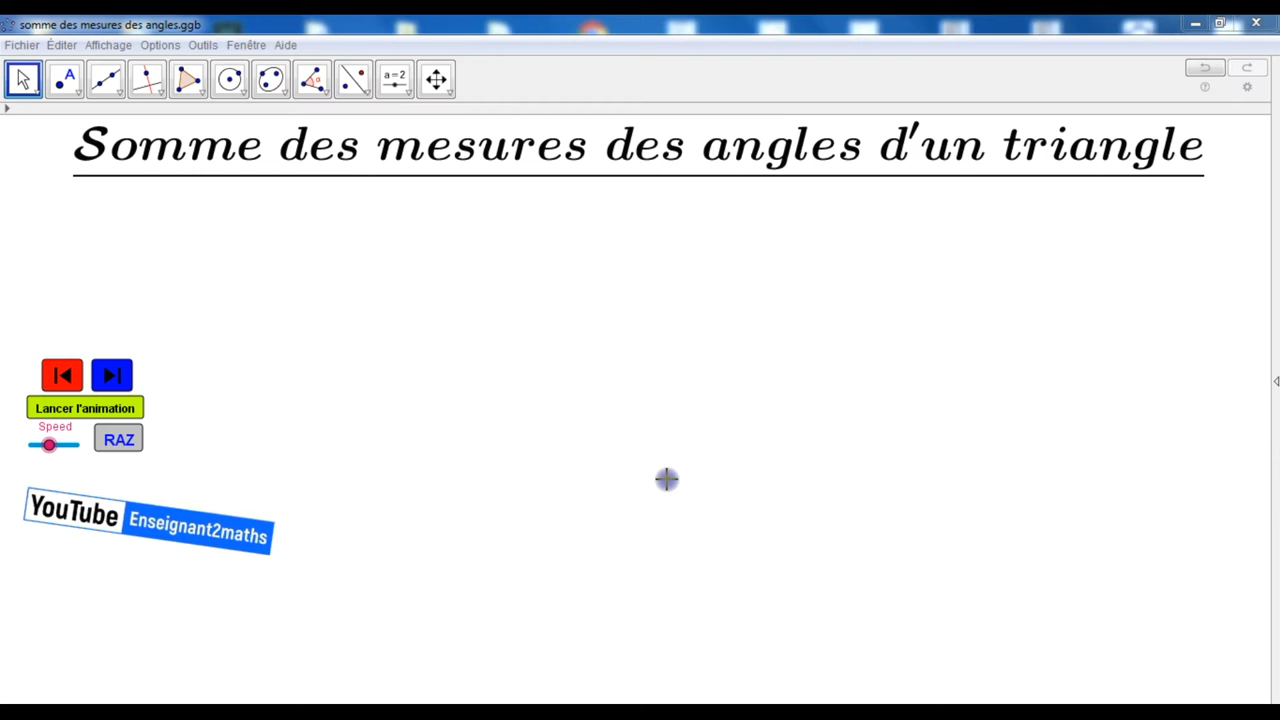 somme des mesures des angles.ggb
Fichier Éditer Affichage Options Outils Fenêtre Aide
A
α
a=2
Somme des mesures des angles d'un triangle
Lancer l'animation
Speed
RAZ
YouTube Enseignant2maths